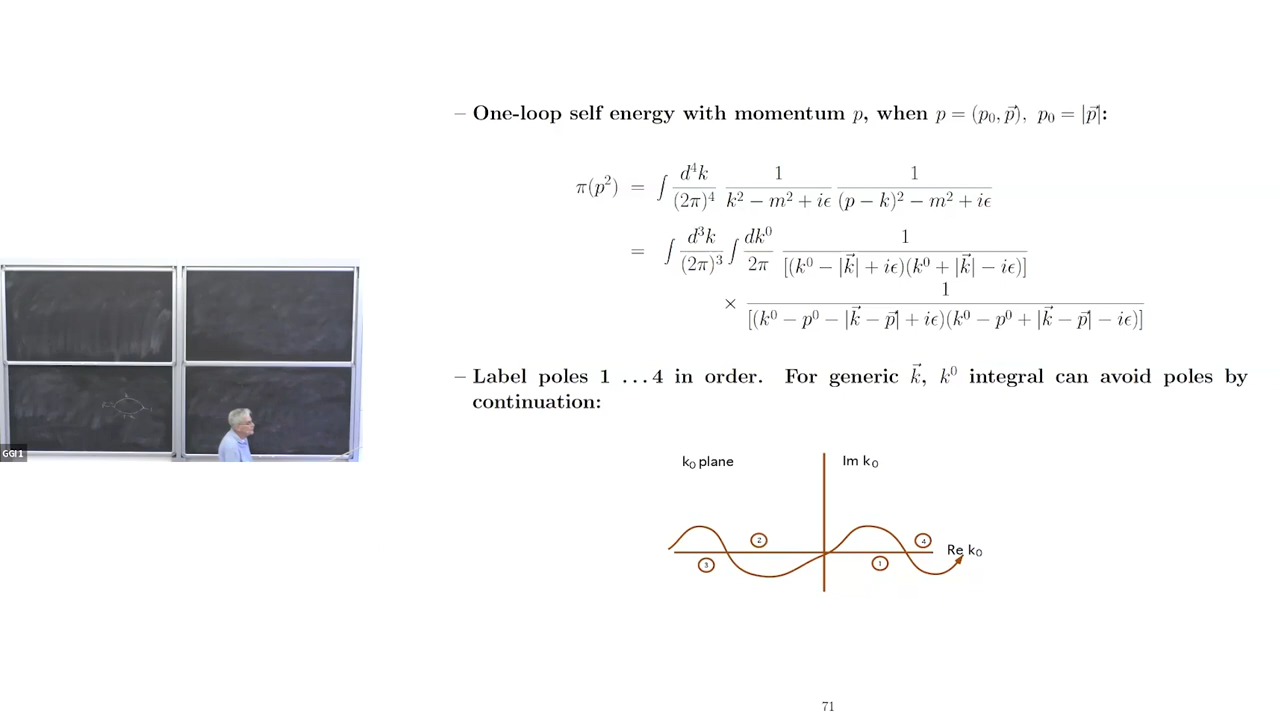 – One-loop self energy with momentum p, when p = (p₀, p⃗), p₀ = |p⃗|:
π(p²) = ∫ d⁴k/(2π)⁴ 1/(k² − m² + iϵ) 1/((p − k)² − m² + iϵ)
= ∫ d³k/(2π)³ ∫ dk⁰/2π 1/[(k⁰ − |k⃗| + iϵ)(k⁰ + |k⃗| − iϵ)]
× 1/[(k⁰ − p⁰ − |k⃗ − p⃗| + iϵ)(k⁰ − p⁰ + |k⃗ − p⃗| − iϵ)]
– Label poles 1 … 4 in order. For generic k⃗, k⁰ integral can avoid poles by
continuation:
k₀ plane
Im k₀
2
4
Re k₀
3
1
GGI1
71